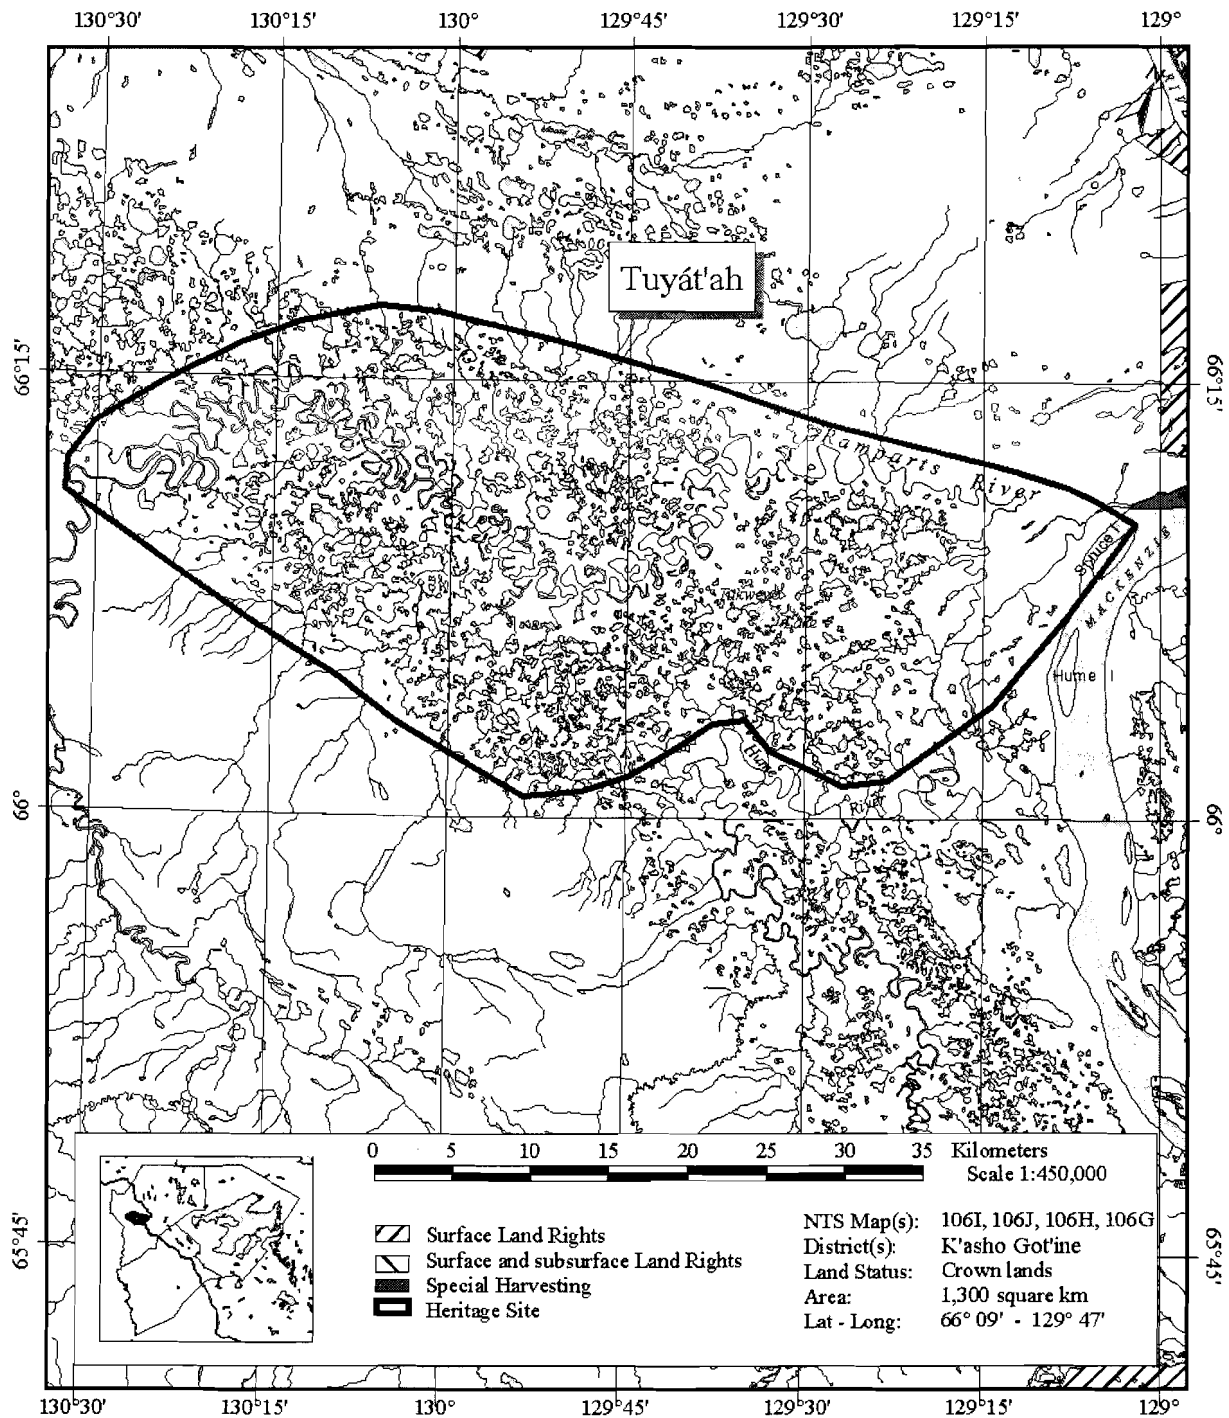 130°30' 130°15' 130° 129°45' 129°30' 129°15' 129°
RIV
Tuyát'ah
66°15'
66°15'
Ramparts
River
Spruce I
MACKENZIE
Hume I
Hume
River
66°
66°
0 5 10 15 20 25 30 35 Kilometers
Scale 1:450,000
Surface Land Rights
Surface and subsurface Land Rights
Special Harvesting
Heritage Site
NTS Map(s): 106I, 106J, 106H, 106G
District(s): K'asho Got'ine
Land Status: Crown lands
Area: 1,300 square km
Lat - Long: 66° 09' - 129° 47'
65°45'
65°45'
130°30' 130°15' 130° 129°45' 129°30' 129°15' 129°